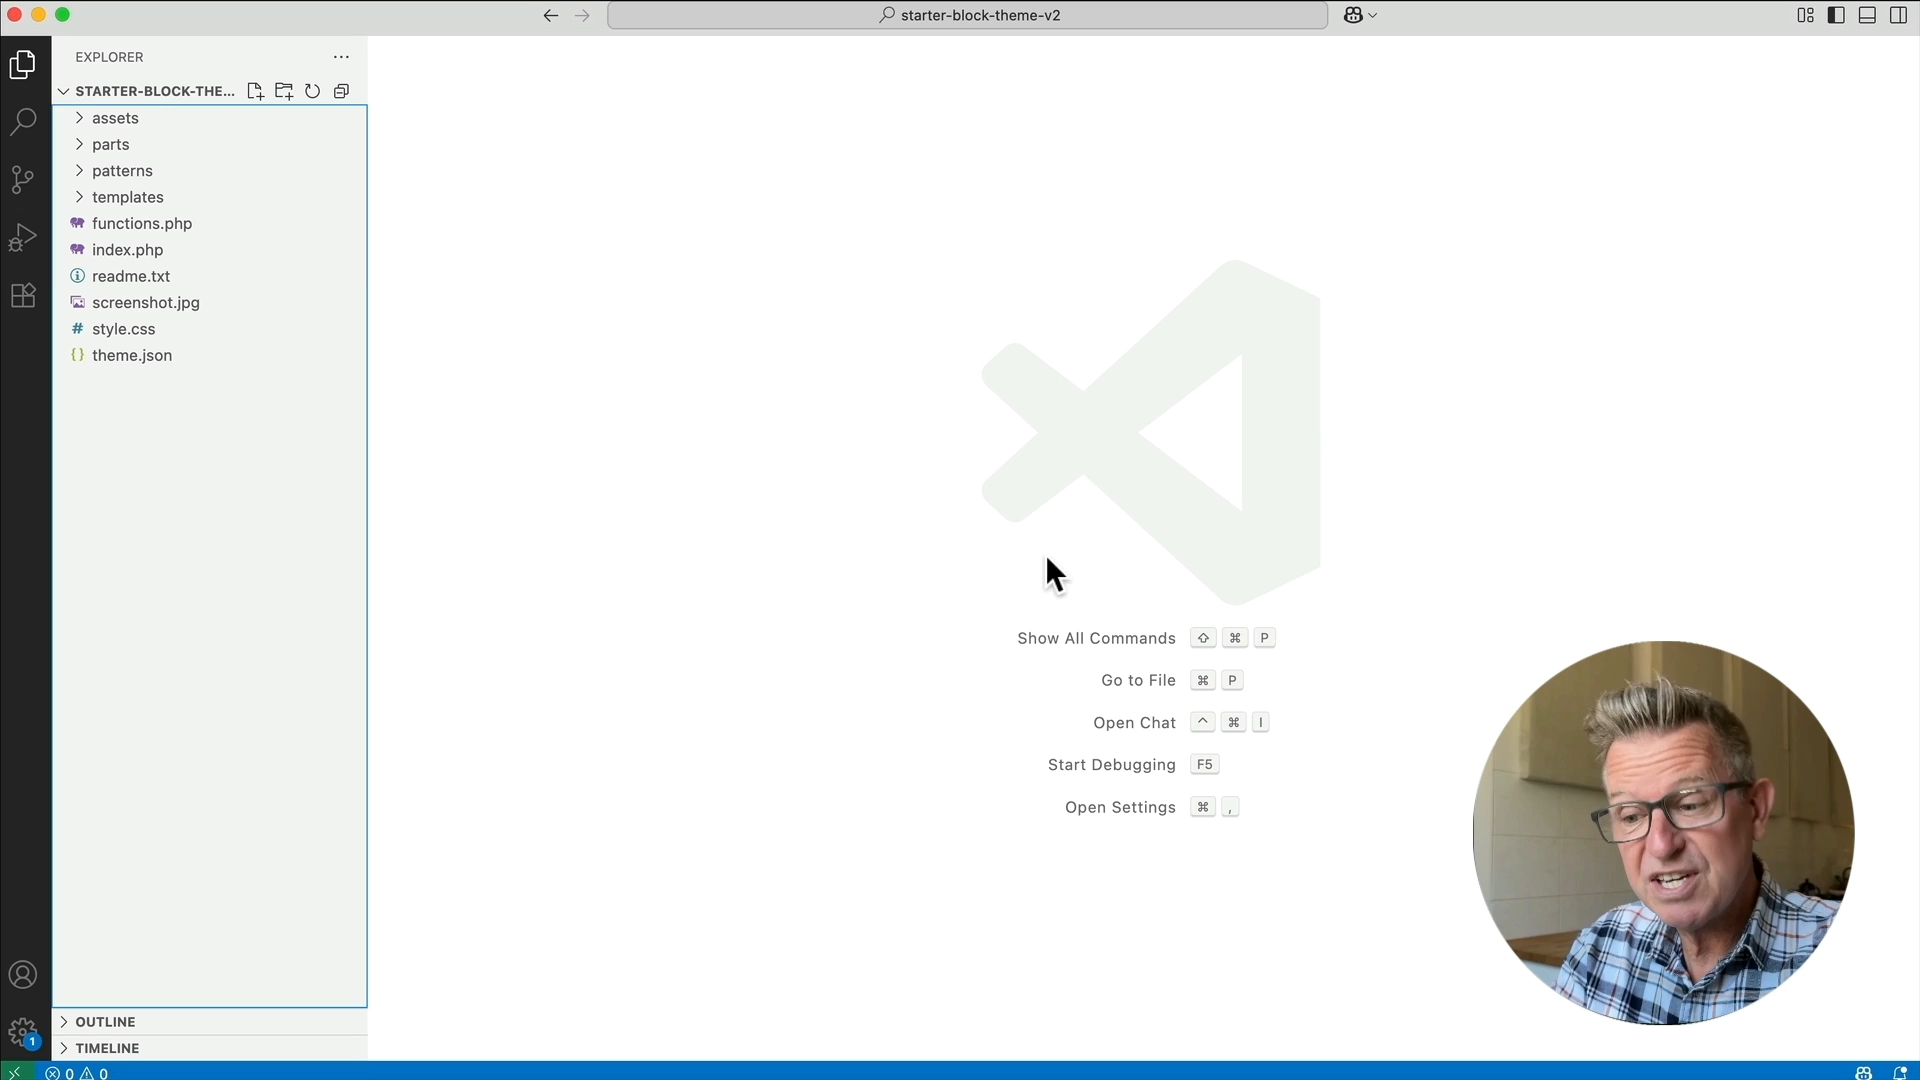 starter-block-theme-v2
EXPLORER
STARTER-BLOCK-THE...
assets
parts
patterns
templates
functions.php
index.php
readme.txt
screenshot.jpg
style.css
theme.json
Show All Commands ⇧ ⌘ P
Go to File ⌘ P
Open Chat ^ ⌘ I
Start Debugging F5
Open Settings ⌘ ,
OUTLINE
1
TIMELINE
0 0